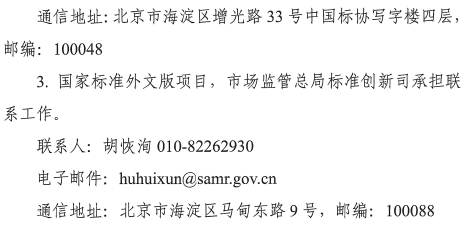 通信地址：北京市海淀区增光路 33 号中国标协写字楼四层，
邮编：100048
3. 国家标准外文版项目，市场监管总局标准创新司承担联
系工作。
联系人：胡恢洵 010-82262930
电子邮件：huhuixun@samr.gov.cn
通信地址：北京市海淀区马甸东路 9 号，邮编：100088